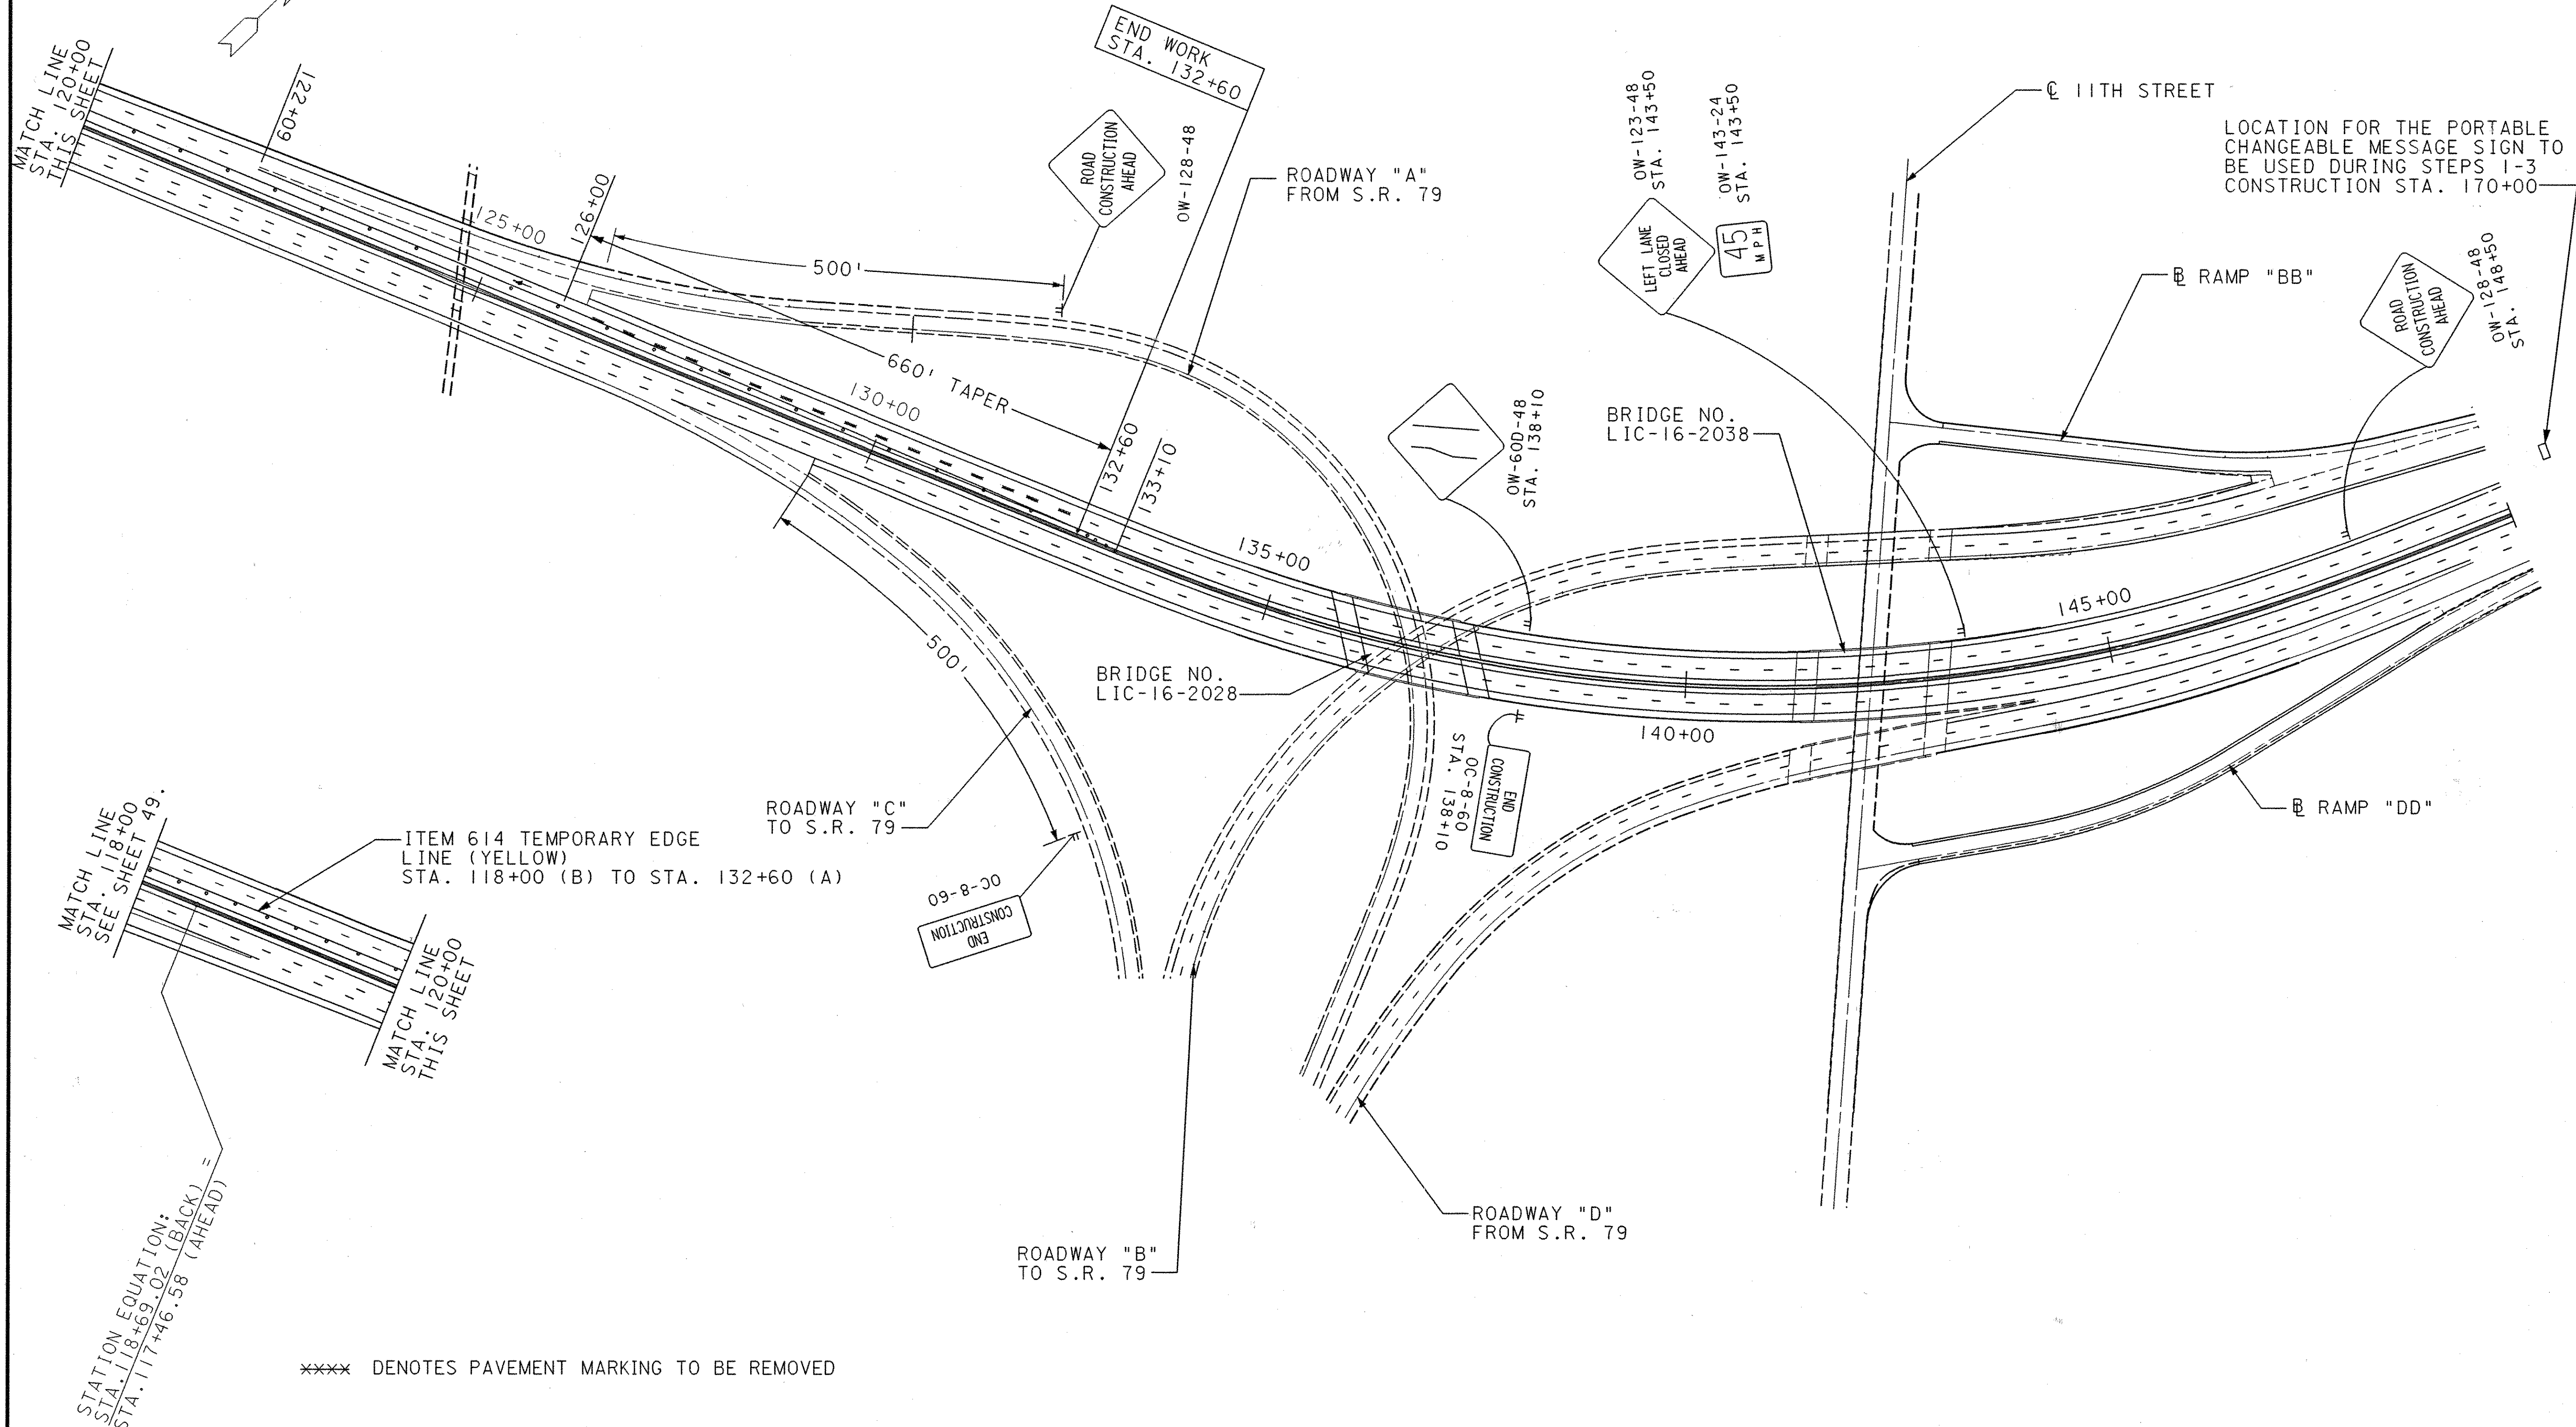 MATCH LINE
STA. 120+00
THIS SHEET
122+09
125+00
126+00
500'
660' TAPER
130+00
END WORK
STA. 132+60
ROAD
CONSTRUCTION
AHEAD
OW-128-48
ROADWAY "A"
FROM S.R. 79
132+60
133+10
135+00
OW-60D-48
STA. 138+10
LEFT LANE
CLOSED
AHEAD
OW-123-48
STA. 143+50
45
MPH
OW-143-24
STA. 143+50
℄ 11TH STREET
LOCATION FOR THE PORTABLE
CHANGEABLE MESSAGE SIGN TO
BE USED DURING STEPS 1-3
CONSTRUCTION STA. 170+00
BL RAMP "BB"
ROAD
CONSTRUCTION
AHEAD
OW-128-48
STA. 148+50
BRIDGE NO.
LIC-16-2038
145+00
BRIDGE NO.
LIC-16-2028
140+00
END
CONSTRUCTION
OC-8-60
STA. 138+10
BL RAMP "DD"
500'
ROADWAY "C"
TO S.R. 79
OC-8-60
END
CONSTRUCTION
MATCH LINE
STA. 118+00
SEE SHEET 49.
ITEM 614 TEMPORARY EDGE
LINE (YELLOW)
STA. 118+00 (B) TO STA. 132+60 (A)
MATCH LINE
STA. 120+00
THIS SHEET
ROADWAY "D"
FROM S.R. 79
ROADWAY "B"
TO S.R. 79
STATION EQUATION:
STA. 118+69.02 (BACK) =
STA. 117+46.58 (AHEAD)
DENOTES PAVEMENT MARKING TO BE REMOVED